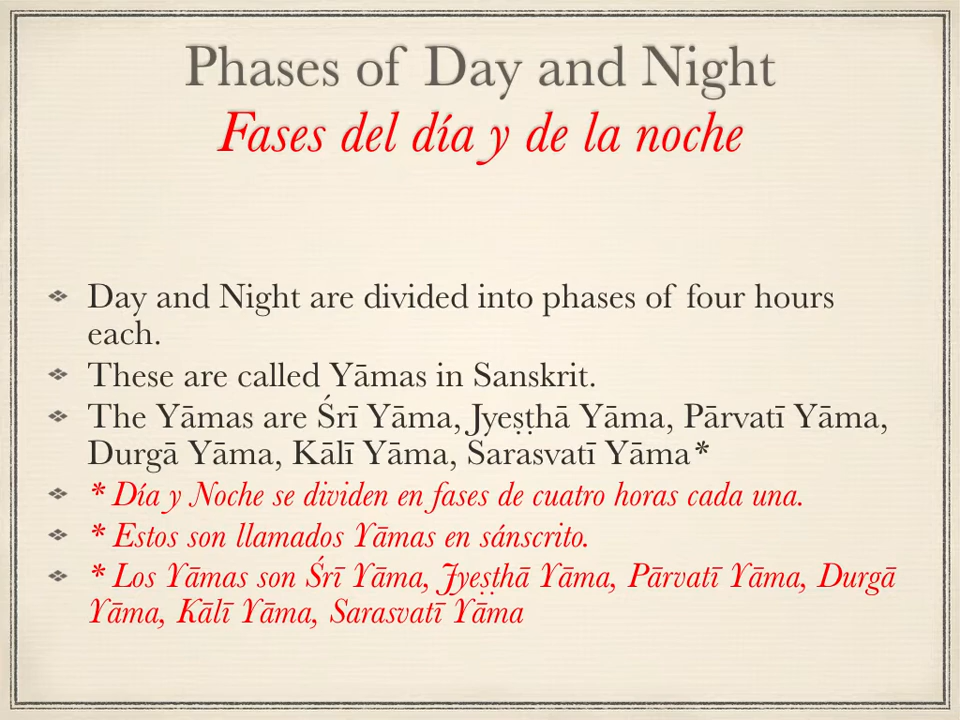 Phases of Day and Night
Fases del día y de la noche
Day and Night are divided into phases of four hours
each.
These are called Yāmas in Sanskrit.
The Yāmas are Śrī Yāma, Jyeṣṭhā Yāma, Pārvatī Yāma,
Durgā Yāma, Kālī Yāma, Sarasvatī Yāma*
* Día y Noche se dividen en fases de cuatro horas cada una.
* Estos son llamados Yāmas en sánscrito.
* Los Yāmas son Śrī Yāma, Jyeṣṭhā Yāma, Pārvatī Yāma, Durgā
Yāma, Kālī Yāma, Sarasvatī Yāma